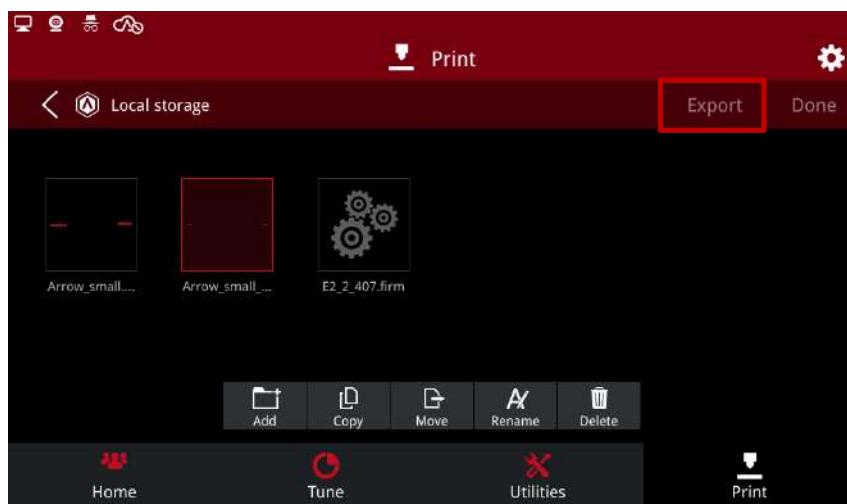 Print
Local storage
Export
Done
Arrow_small....
Arrow_small_...
E2_2_407.firm
Add
Copy
Move
Rename
Delete
Home
Tune
Utilities
Print